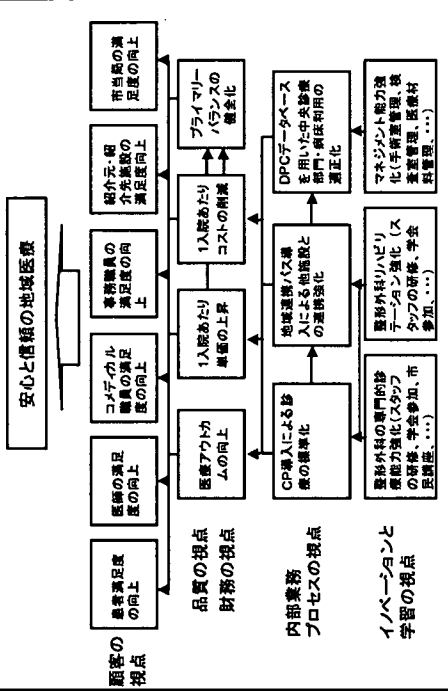 安心と信頼の地域医療
顧客の
視点
患者満足度
の向上
医師の満足
度の向上
コメディカル
職員の満足
度の向上
事務職員の
満足度の向
上
紹介元・紹
介先施設の
満足度向上
市当局の満
足度の向上
品質の視点
財務の視点
医療アウトカ
ムの向上
1入院あたり
単価の上昇
1入院あたり
コストの削減
プライマリー
バランスの
健全化
内部業務
プロセスの視点
CP導入による診
療の標準化
地域連携パス導
入による他施設と
の連携強化
DPCデータベース
を用いた中央診療
部門・病床利用の
適正化
イノベーションと
学習の視点
整形外科の専門的診
療能力強化(スタッフ
の研修、学会参加、市
民講座、・・・)
整形外科リハビリ
テーション強化(ス
タッフの研修、学会
参加、・・・)
マネジメント能力強
化(手術室管理、検
査室管理、医療材
料管理、・・・)